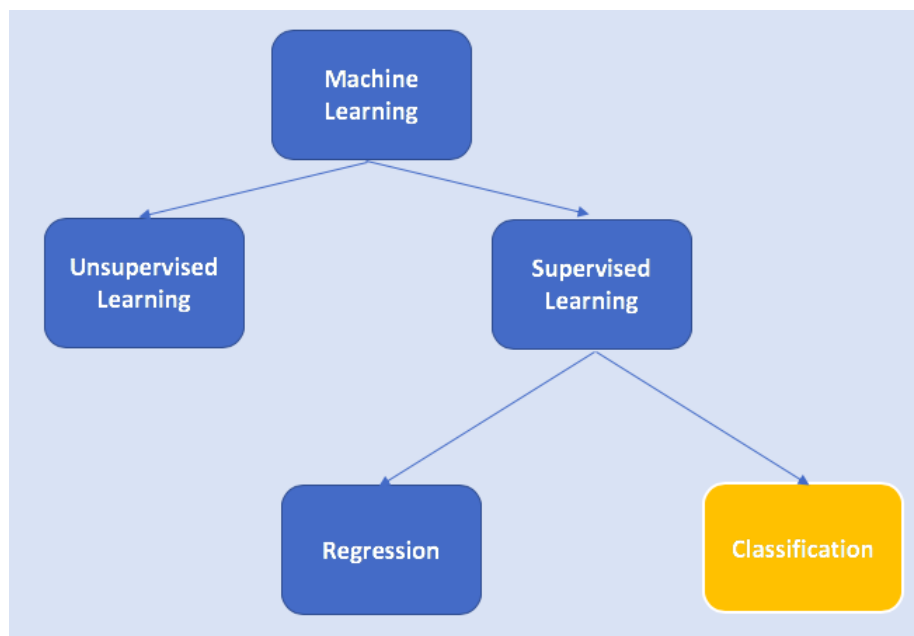 Machine
Learning
Unsupervised
Learning
Supervised
Learning
Regression
Classification